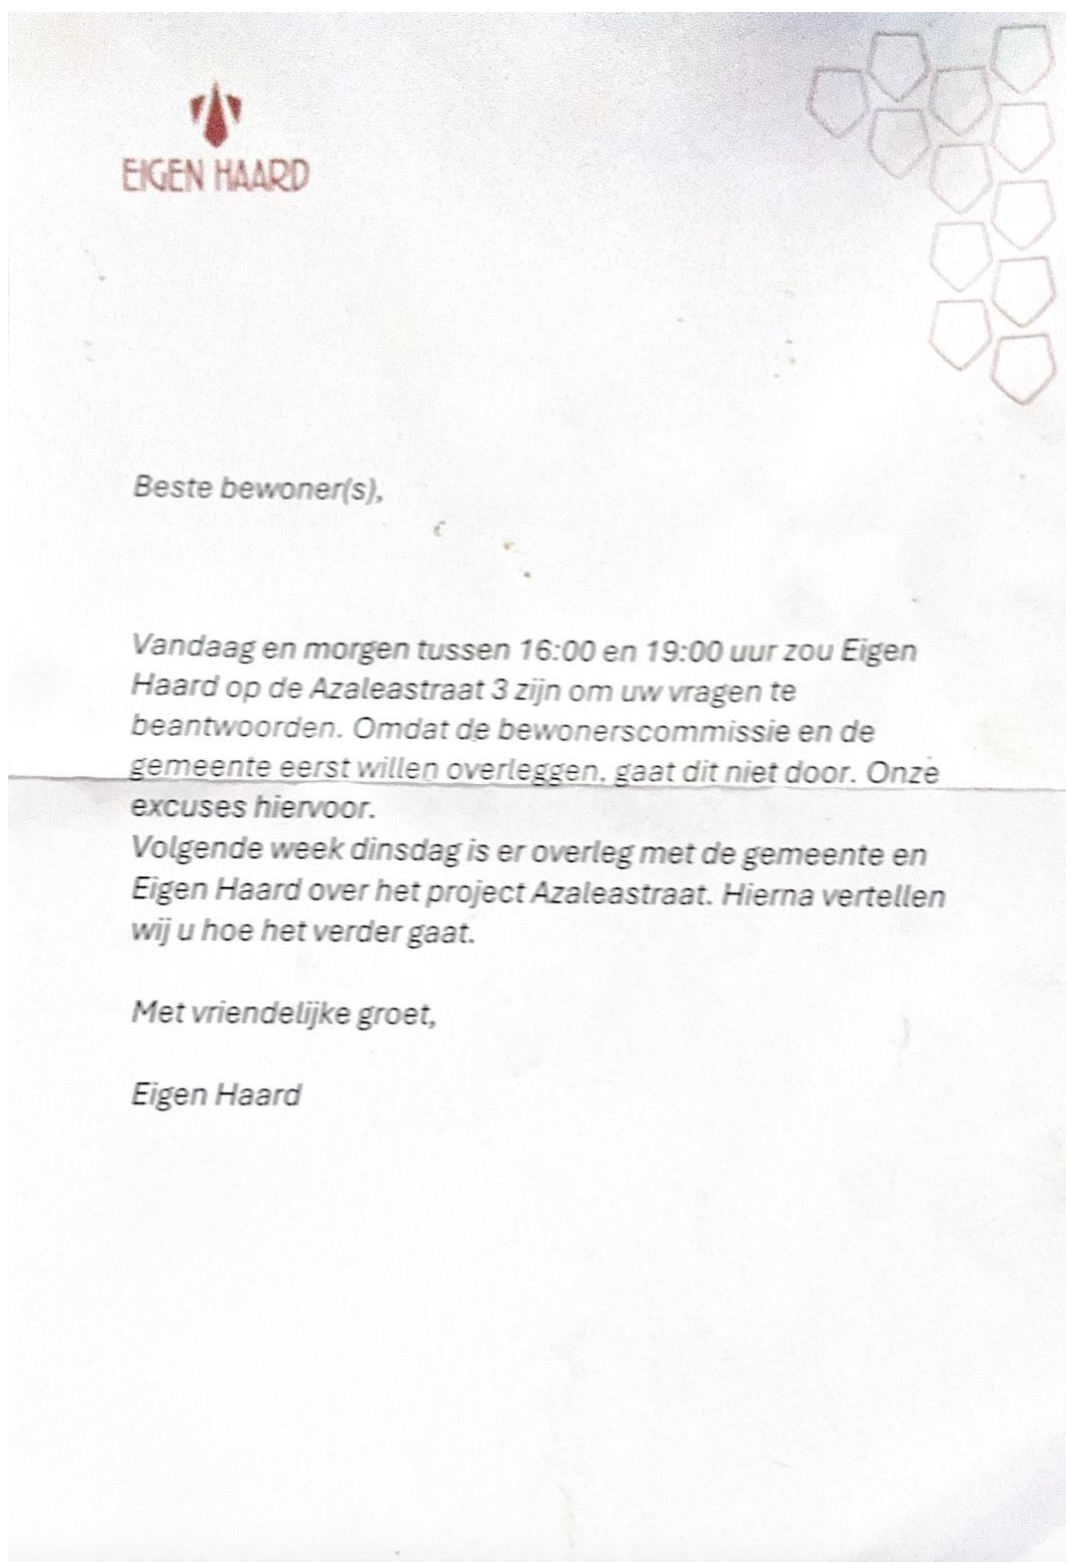 EIGEN HAARD
Beste bewoner(s),
Vandaag en morgen tussen 16:00 en 19:00 uur zou Eigen
Haard op de Azaleastraat 3 zijn om uw vragen te
beantwoorden. Omdat de bewonerscommissie en de
gemeente eerst willen overleggen, gaat dit niet door. Onze
excuses hiervoor.
Volgende week dinsdag is er overleg met de gemeente en
Eigen Haard over het project Azaleastraat. Hierna vertellen
wij u hoe het verder gaat.
Met vriendelijke groet,
Eigen Haard